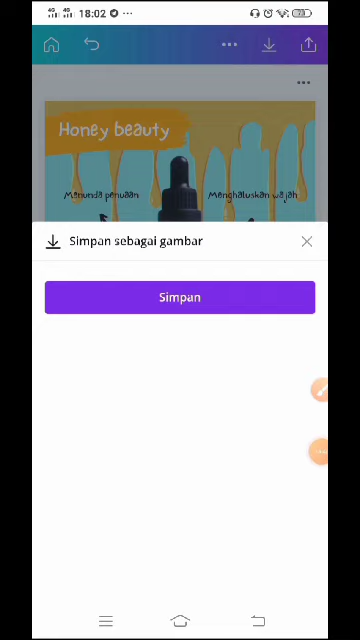 18:02
Honey beauty
Menunda penuaan
Menghaluskan wajah
Simpan sebagai gambar
Simpan